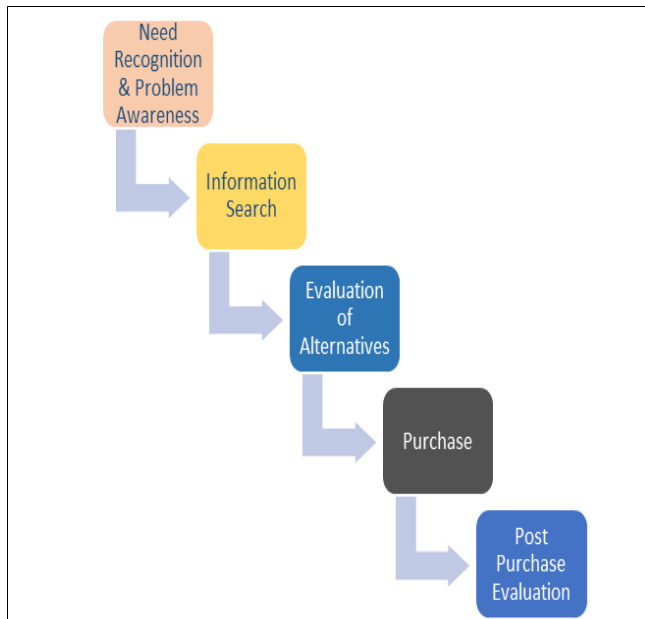 Need
Recognition
& Problem
Awareness
Information
Search
Evaluation
of
Alternatives
Purchase
Post
Purchase
Evaluation